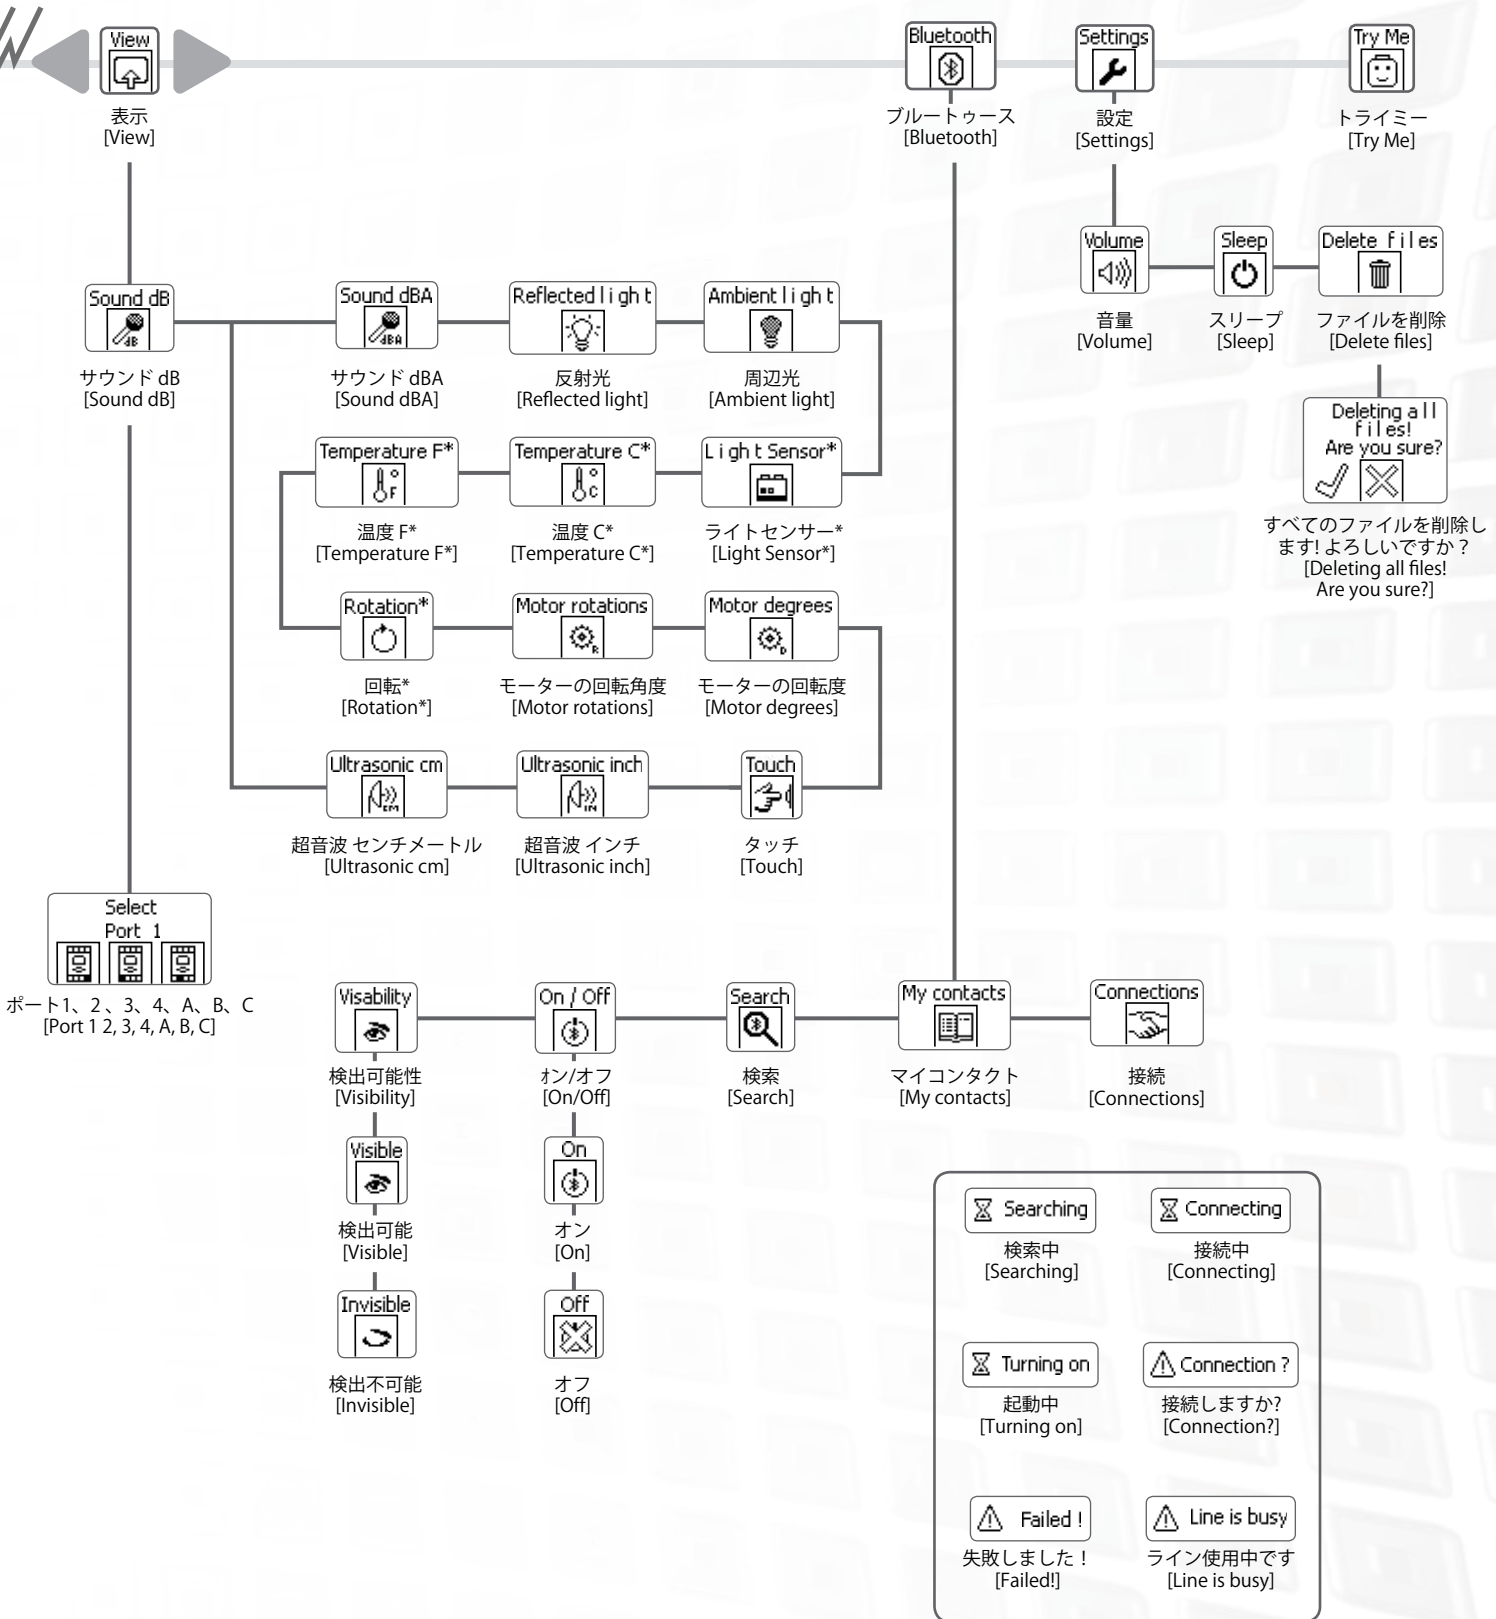 View
表示
[View]
Bluetooth
ブルートゥース
[Bluetooth]
Settings
設定
[Settings]
Try Me
トライミー
[Try Me]
Volume
音量
[Volume]
Sleep
スリープ
[Sleep]
Delete files
ファイルを削除
[Delete files]
Deleting all
files!
Are you sure?
すべてのファイルを削除し
ます! よろしいですか？
[Deleting all files!
Are you sure?]
Sound dB
dB
サウンド dB
[Sound dB]
Sound dBA
dBA
サウンド dBA
[Sound dBA]
Reflected light
反射光
[Reflected light]
Ambient light
周辺光
[Ambient light]
Temperature F*
F
温度 F*
[Temperature F*]
Temperature C*
C
温度 C*
[Temperature C*]
Light Sensor*
ライトセンサー*
[Light Sensor*]
Rotation*
回転*
[Rotation*]
Motor rotations
R
モーターの回転角度
[Motor rotations]
Motor degrees
D
モーターの回転度
[Motor degrees]
Ultrasonic cm
CM
超音波 センチメートル
[Ultrasonic cm]
Ultrasonic inch
IN
超音波 インチ
[Ultrasonic inch]
Touch
タッチ
[Touch]
Select
Port 1
ポート1、2 、3、4、A、B、C
[Port 1 2, 3, 4, A, B, C]
Visability
検出可能性
[Visibility]
On / Off
オン/オフ
[On/Off]
Search
検索
[Search]
My contacts
マイコンタクト
[My contacts]
Connections
接続
[Connections]
Visible
検出可能
[Visible]
On
オン
[On]
Invisible
検出不可能
[Invisible]
Off
オフ
[Off]
Searching
検索中
[Searching]
Connecting
接続中
[Connecting]
Turning on
起動中
[Turning on]
Connection ?
接続しますか?
[Connection?]
Failed !
失敗しました！
[Failed!]
Line is busy
ライン使用中です
[Line is busy]